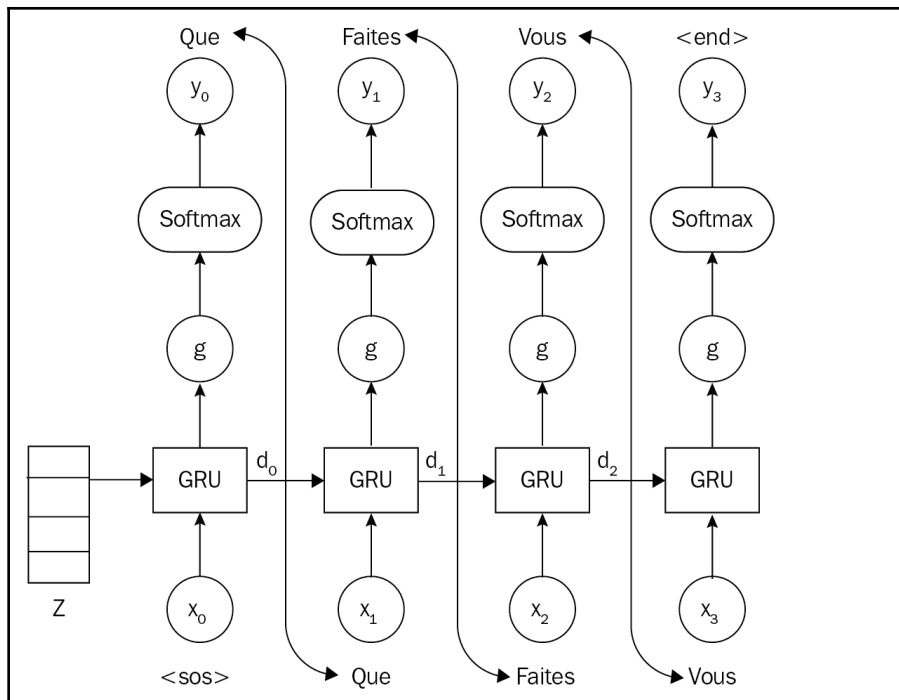 Que Faites Vous <end>
y₀ y₁ y₂ y₃
Softmax Softmax Softmax Softmax
g g g g
d₀ d₁ d₂
GRU GRU GRU GRU
Z x₀ x₁ x₂ x₃
<sos> Que Faites Vous